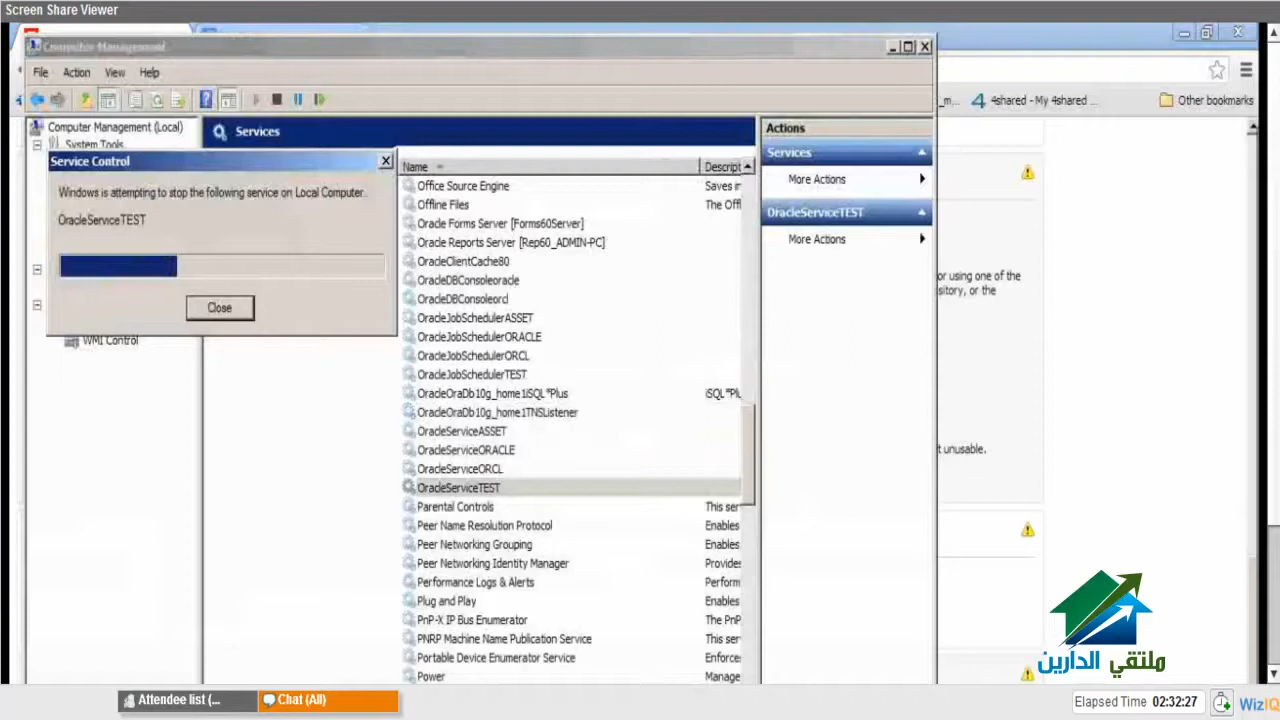 Screen Share Viewer
Computer Management
File Action View Help
4shared - My 4shared ...
Other bookmarks
Computer Management (Local)
System Tools
Services
Actions
Service Control
Windows is attempting to stop the following service on Local Computer.
OracleServiceTEST
Close
WMI Control
Name
Descript
Office Source Engine Saves in
Offline Files The Offl
Oracle Forms Server [Forms60Server]
Oracle Reports Server [Rep60_ADMIN-PC]
OracleClientCache80
OracleDBConsoleoracle
OracleDBConsoleord
OracleJobSchedulerASSET
OracleJobSchedulerORACLE
OracleJobSchedulerORCL
OracleJobSchedulerTEST
OracleOraDb10g_home1iSQL*Plus iSQL*Plu
OracleOraDb10g_home1TNSListener
OracleServiceASSET
OracleServiceORACLE
OracleServiceORCL
OracleServiceTEST
Parental Controls This ser
Peer Name Resolution Protocol Enables
Peer Networking Grouping Enables
Peer Networking Identity Manager Provides
Performance Logs & Alerts Perform
Plug and Play Enables
PnP-X IP Bus Enumerator The PnP
PNRP Machine Name Publication Service This ser
Portable Device Enumerator Service Enforce
Power Manage
Services
More Actions
OracleServiceTEST
More Actions
or using one of the
sitory, or the
t unusable.
ملتقي الدارين
Attendee list (...
Chat (All)
Elapsed Time 02:32:27
WizIQ